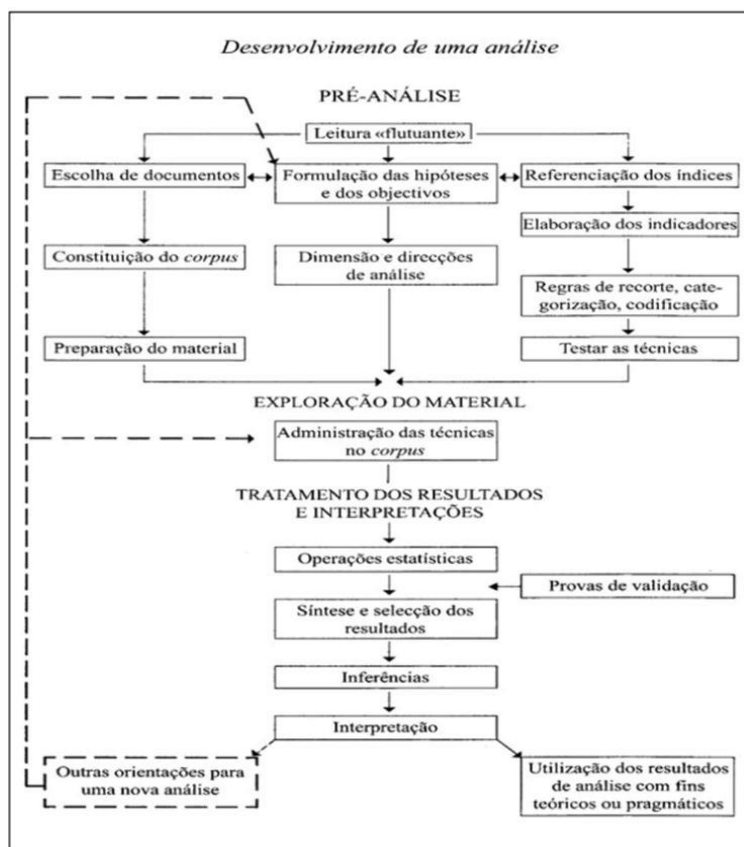 Desenvolvimento de uma análise
PRÉ-ANÁLISE
Leitura «flutuante»
Escolha de documentos
Formulação das hipóteses
e dos objectivos
Referenciação dos índices
Elaboração dos indicadores
Constituição do corpus
Dimensão e direcções
de análise
Regras de recorte, cate-
gorização, codificação
Preparação do material
Testar as técnicas
EXPLORAÇÃO DO MATERIAL
Administração das técnicas
no corpus
TRATAMENTO DOS RESULTADOS
E INTERPRETAÇÕES
Operações estatísticas
Provas de validação
Síntese e selecção dos
resultados
Inferências
Interpretação
Outras orientações para
uma nova análise
Utilização dos resultados
de análise com fins
teóricos ou pragmáticos